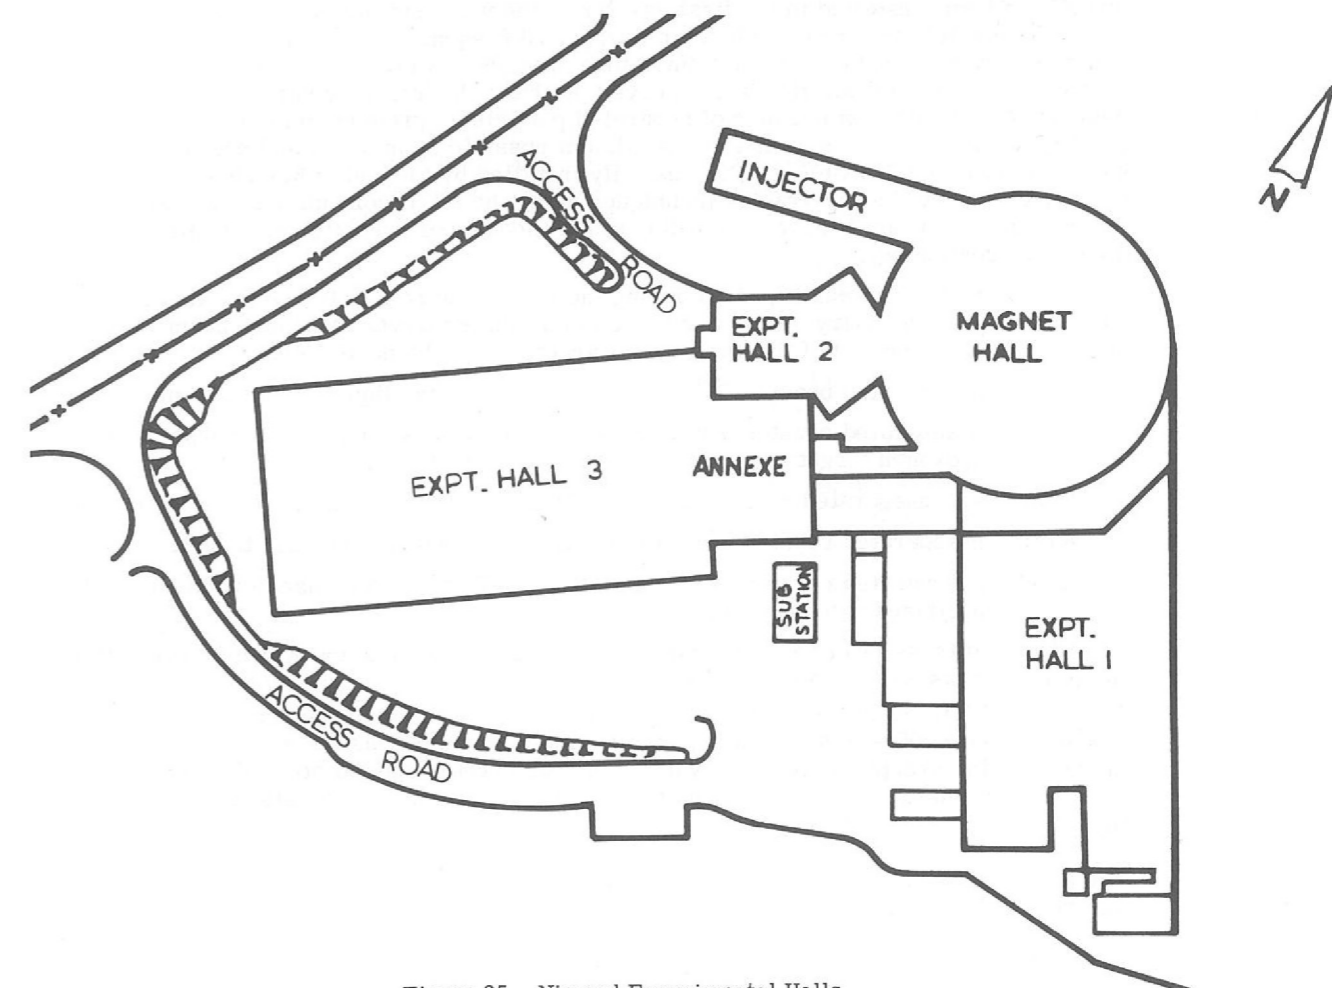 ACCESS
ROAD
INJECTOR
N
EXPT.
HALL 2
MAGNET
HALL
EXPT. HALL 3
ANNEXE
SUB
STATION
EXPT.
HALL 1
ACCESS
ROAD